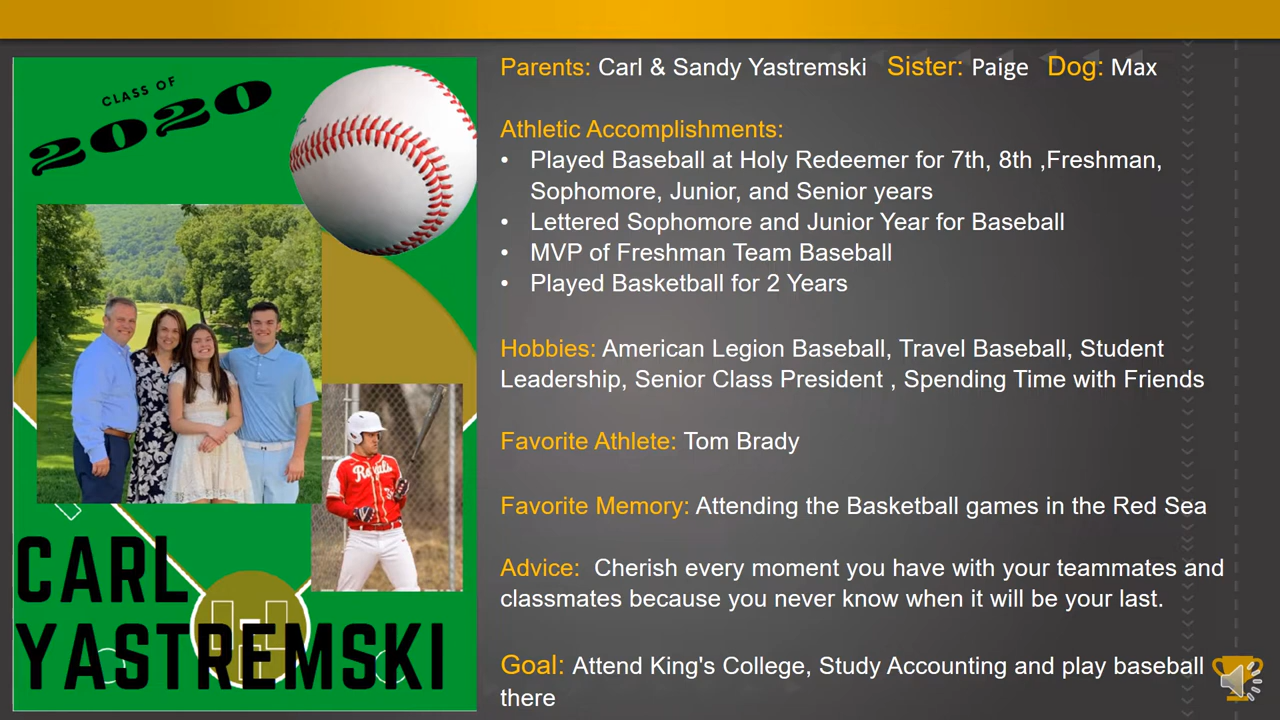 CLASS OF
2020
CARL
YASTREMSKI
Royals
Parents: Carl & Sandy Yastremski Sister: Paige Dog: Max
Athletic Accomplishments:
• Played Baseball at Holy Redeemer for 7th, 8th ,Freshman,
Sophomore, Junior, and Senior years
• Lettered Sophomore and Junior Year for Baseball
• MVP of Freshman Team Baseball
• Played Basketball for 2 Years
Hobbies: American Legion Baseball, Travel Baseball, Student
Leadership, Senior Class President , Spending Time with Friends
Favorite Athlete: Tom Brady
Favorite Memory: Attending the Basketball games in the Red Sea
Advice: Cherish every moment you have with your teammates and
classmates because you never know when it will be your last.
Goal: Attend King's College, Study Accounting and play baseball
there